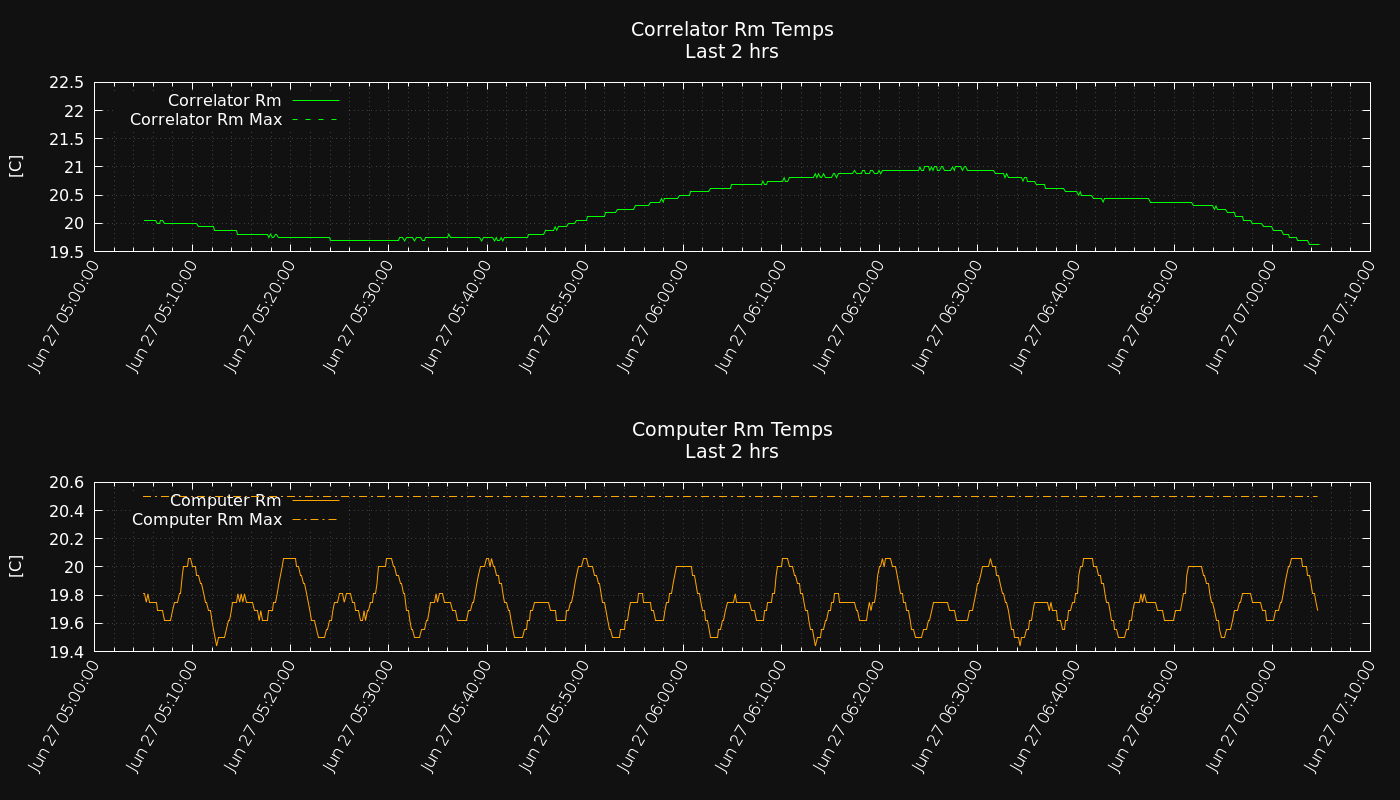 Correlator Rm Temps
Last 2 hrs
22.5
22
21.5
21
20.5
20
19.5
[C]
Correlator Rm
Correlator Rm Max
Jun 27 05:00:00
Jun 27 05:10:00
Jun 27 05:20:00
Jun 27 05:30:00
Jun 27 05:40:00
Jun 27 05:50:00
Jun 27 06:00:00
Jun 27 06:10:00
Jun 27 06:20:00
Jun 27 06:30:00
Jun 27 06:40:00
Jun 27 06:50:00
Jun 27 07:00:00
Jun 27 07:10:00
Computer Rm Temps
Last 2 hrs
20.6
20.4
20.2
20
19.8
19.6
19.4
[C]
Computer Rm
Computer Rm Max
Jun 27 05:00:00
Jun 27 05:10:00
Jun 27 05:20:00
Jun 27 05:30:00
Jun 27 05:40:00
Jun 27 05:50:00
Jun 27 06:00:00
Jun 27 06:10:00
Jun 27 06:20:00
Jun 27 06:30:00
Jun 27 06:40:00
Jun 27 06:50:00
Jun 27 07:00:00
Jun 27 07:10:00